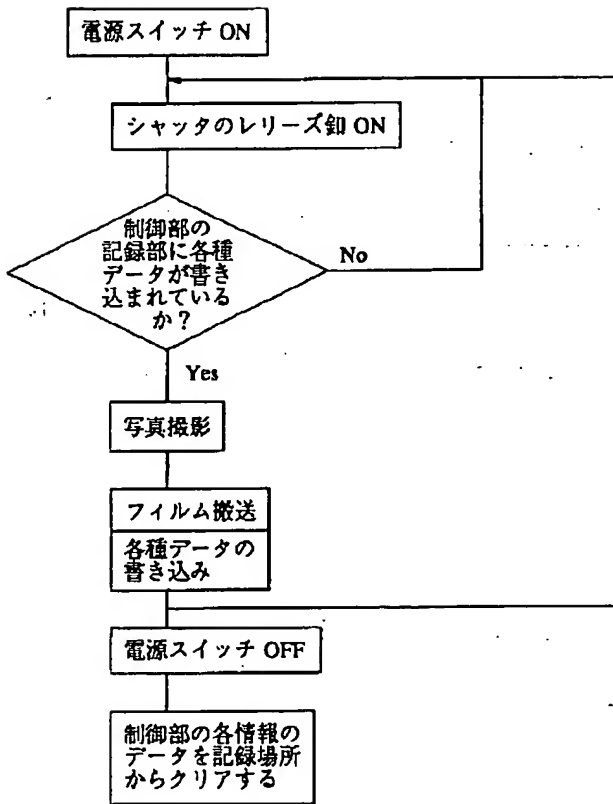 電源スイッチ ON
シャッタのレリーズ釦 ON
制御部の
記録部に各種
データが書き
込まれている
か？
No
Yes
写真撮影
フィルム搬送
各種データの
書き込み
電源スイッチ OFF
制御部の各情報の
データを記録場所
からクリアする